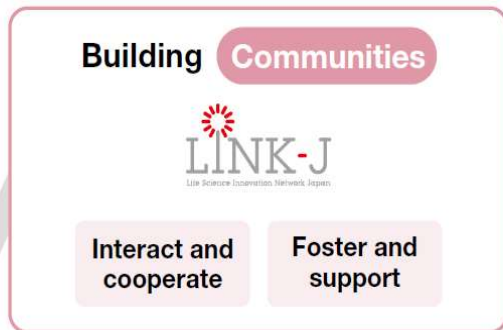 Building Communities
LINK-J
Life Science Innovation Network Japan
Interact and
cooperate
Foster and
support